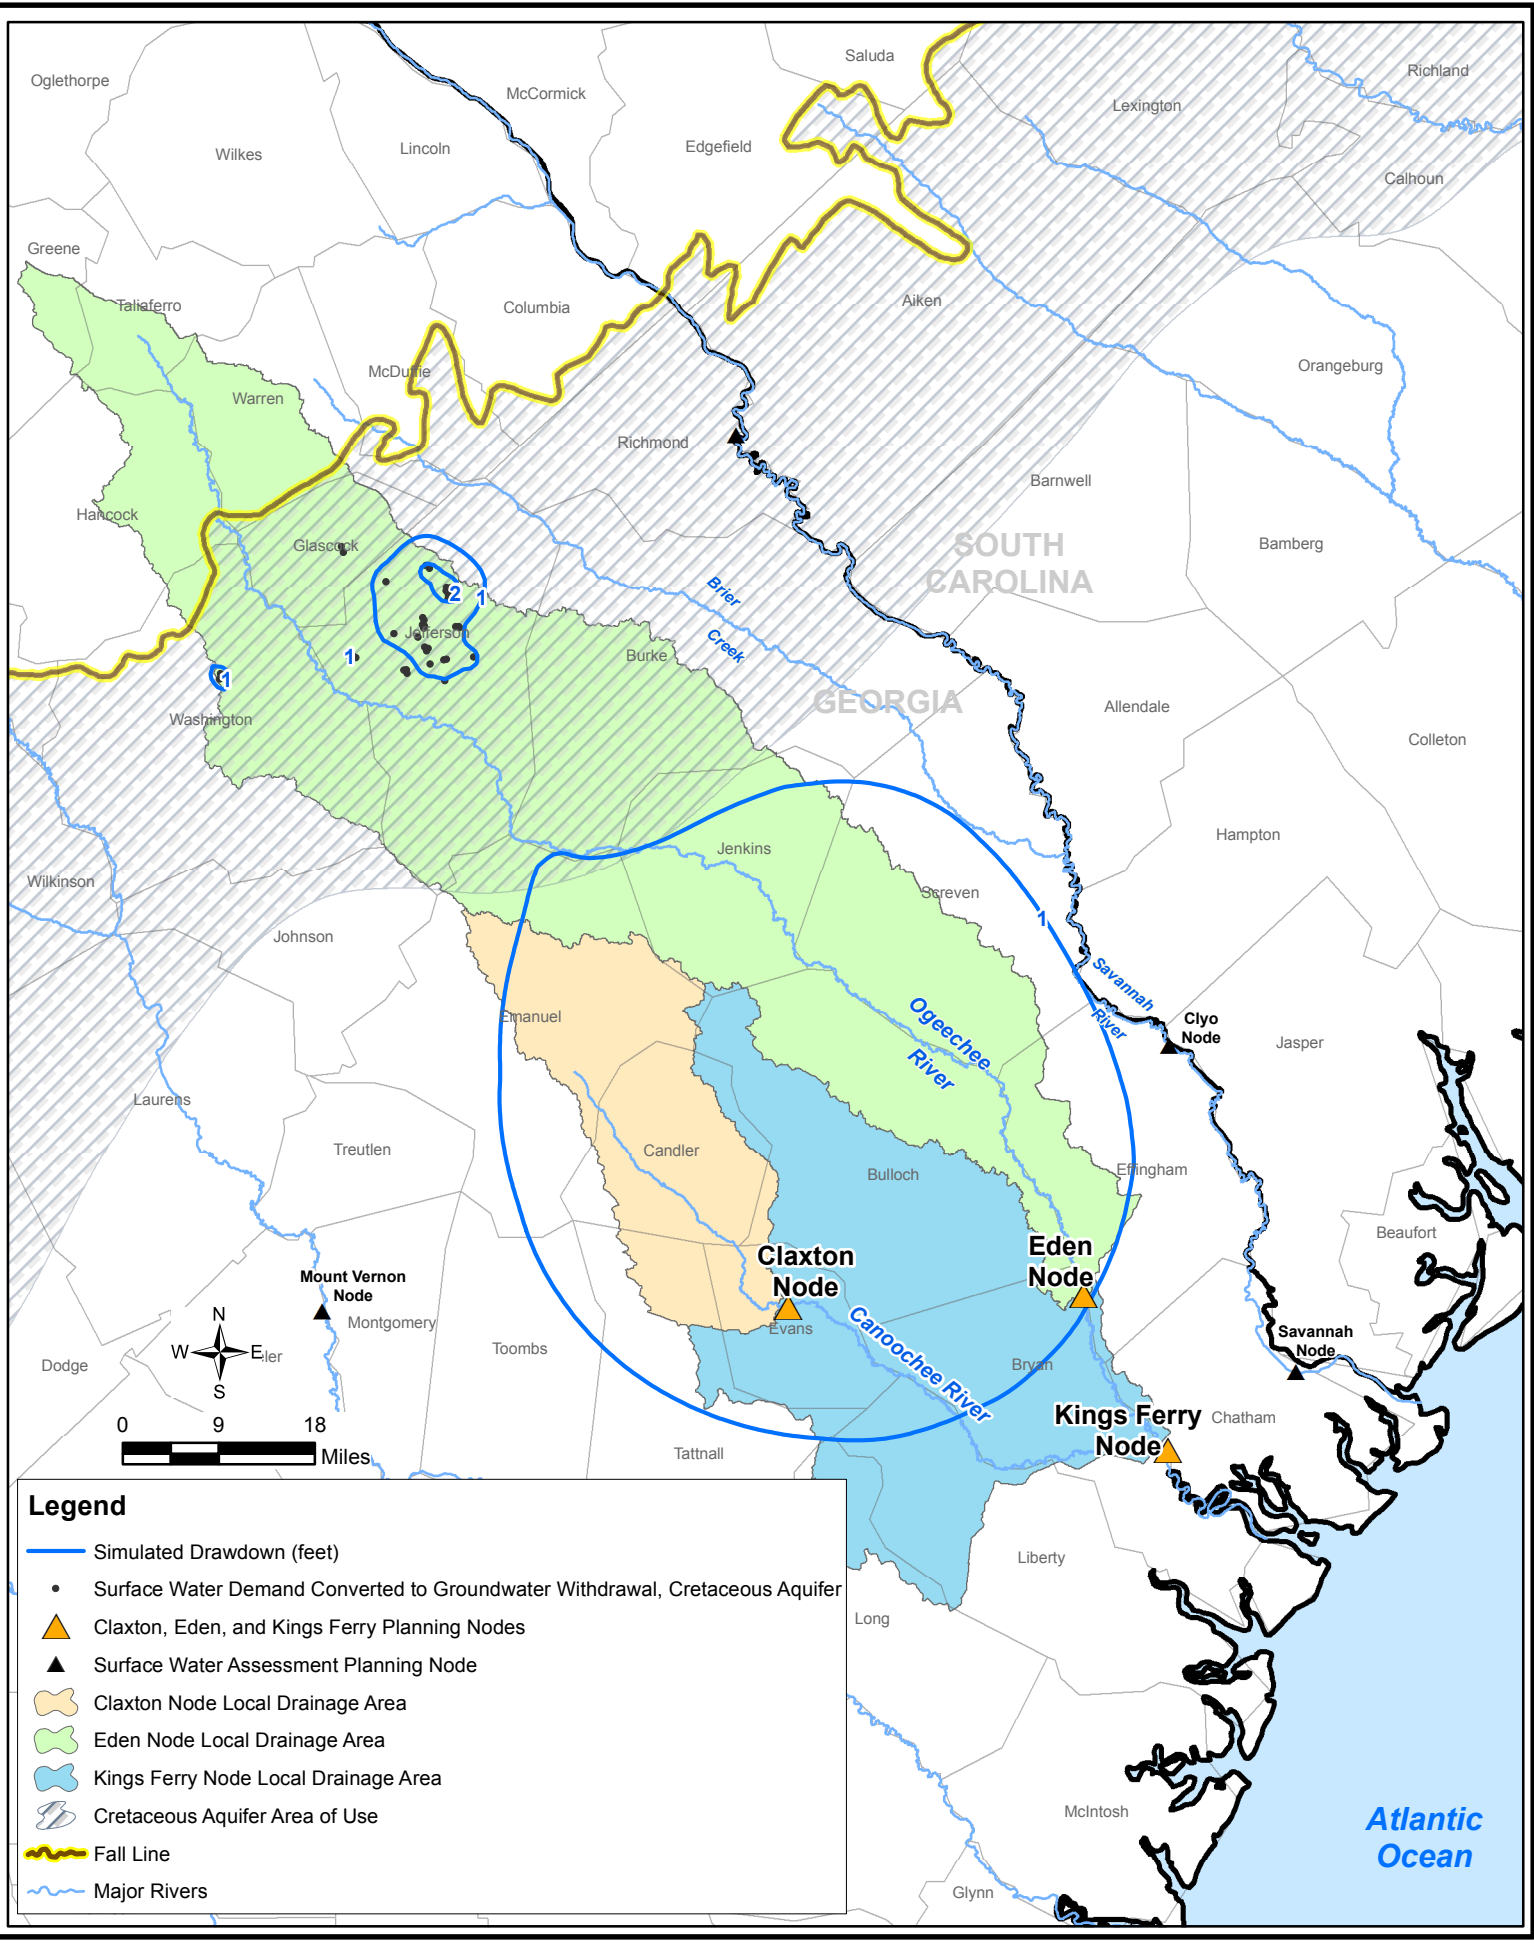 Oglethorpe
McCormick
Saluda
Richland
Lexington
Wilkes
Lincoln
Edgefield
Calhoun
Greene
Taliaferro
Columbia
Aiken
Orangeburg
McDuffie
Warren
Richmond
Barnwell
Hancock
Glascock
SOUTH
CAROLINA
Bamberg
2
1
Brier
Creek
Jefferson
1
Burke
1
Washington
GEORGIA
Allendale
Colleton
Hampton
Jenkins
Wilkinson
Screven
1
Johnson
Savannah
River
Emanuel
Ogeechee
River
Clyo
Node
Jasper
Laurens
Treutlen
Candler
Bulloch
Effingham
Beaufort
Claxton
Node
Eden
Node
Mount Vernon
Node
Montgomery
N
W
E
S
ler
Dodge
Toombs
Evans
Canoochee River
Bryan
Savannah
Node
Kings Ferry
Node
Chatham
0 9 18
Miles
Tattnall
Liberty
Long
McIntosh
Glynn
Atlantic
Ocean
Legend
Simulated Drawdown (feet)
Surface Water Demand Converted to Groundwater Withdrawal, Cretaceous Aquifer
Claxton, Eden, and Kings Ferry Planning Nodes
Surface Water Assessment Planning Node
Claxton Node Local Drainage Area
Eden Node Local Drainage Area
Kings Ferry Node Local Drainage Area
Cretaceous Aquifer Area of Use
Fall Line
Major Rivers